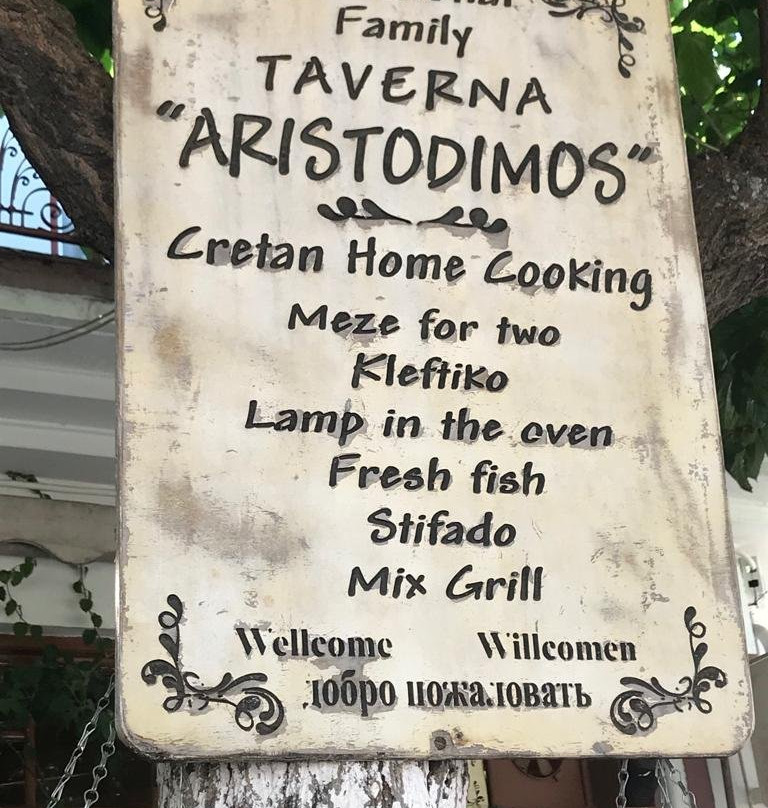 Family
TAVERNA
"ARISTODIMOS"
Cretan Home Cooking
Meze for two
Kleftiko
Lamp in the oven
Fresh fish
Stifado
Mix Grill
Wellcome Willcomen
добро пожаловать